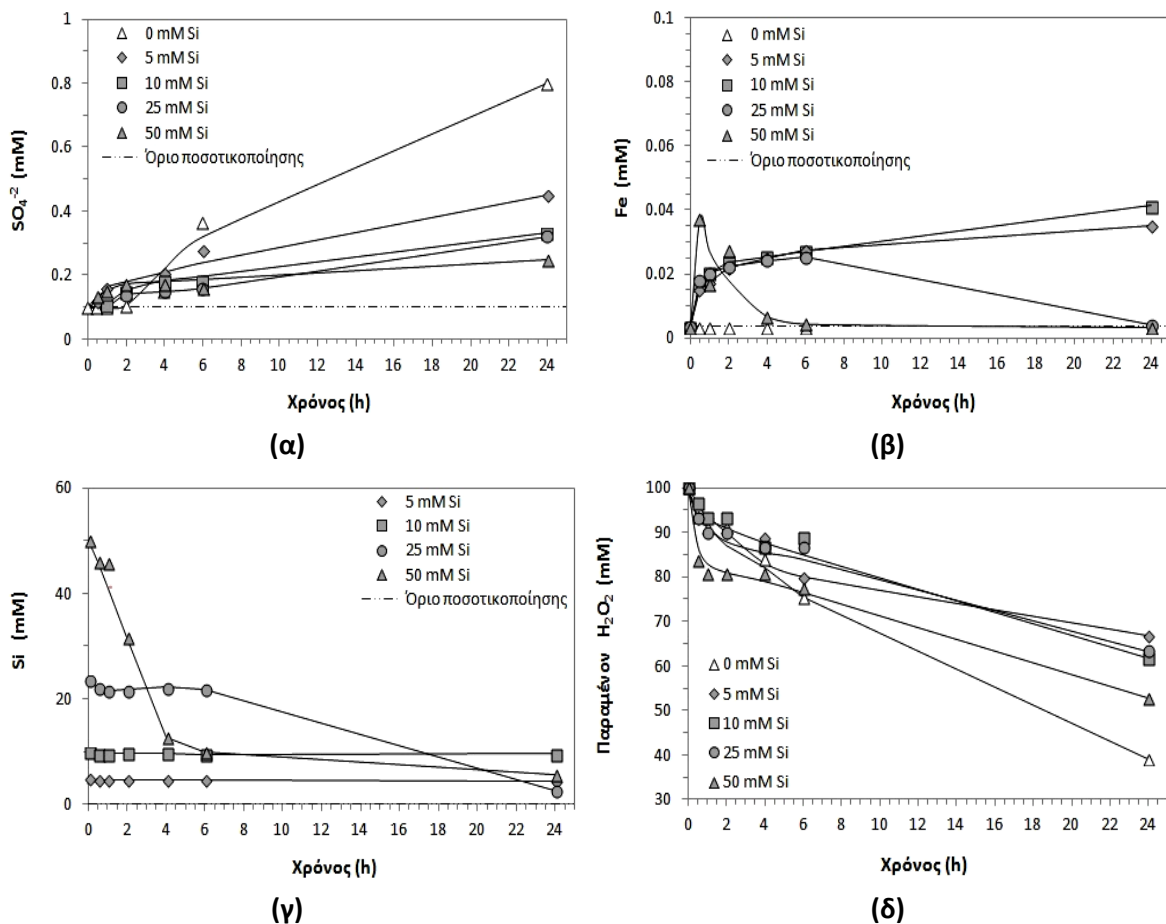 1
0.8
0.6
0.4
0.2
0
SO₄⁻² (mM)
0 mM Si
5 mM Si
10 mM Si
25 mM Si
50 mM Si
Όριο ποσοτικοποίησης
0 2 4 6 8 10 12 14 16 18 20 22 24
Χρόνος (h)
(α)
0.1
0.08
0.06
0.04
0.02
0
Fe (mM)
0 mM Si
5 mM Si
10 mM Si
25 mM Si
50 mM Si
Όριο ποσοτικοποίησης
0 2 4 6 8 10 12 14 16 18 20 22 24
Χρόνος (h)
(β)
60
40
20
0
Si (mM)
5 mM Si
10 mM Si
25 mM Si
50 mM Si
Όριο ποσοτικοποίησης
0 2 4 6 8 10 12 14 16 18 20 22 24
Χρόνος (h)
(γ)
100
90
80
70
60
50
40
30
Παραμένον H₂O₂ (mM)
0 mM Si
5 mM Si
10 mM Si
25 mM Si
50 mM Si
0 2 4 6 8 10 12 14 16 18 20 22 24
Χρόνος (h)
(δ)